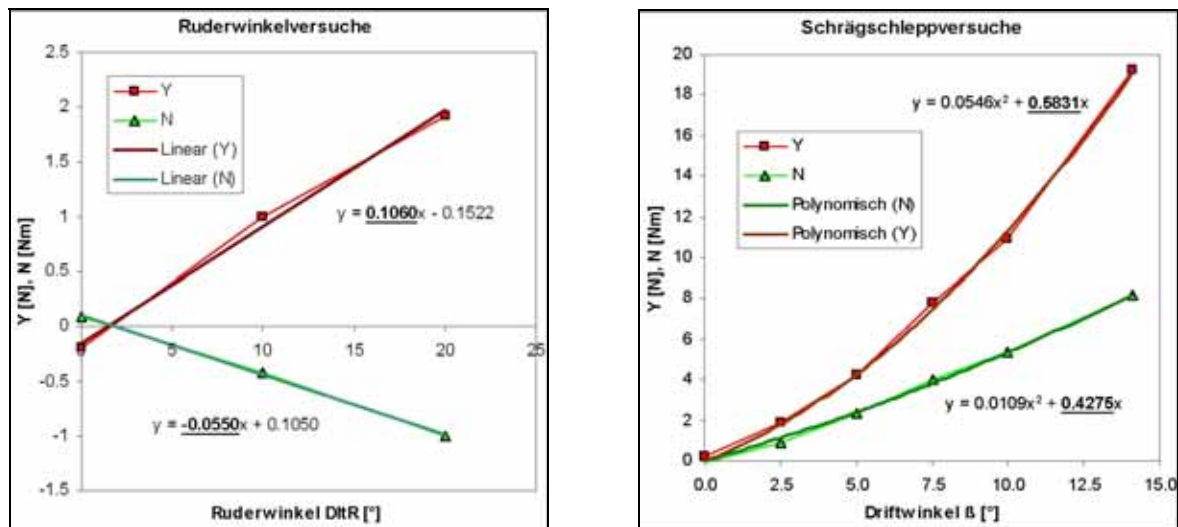 Ruderwinkelversuche
2.5
2
1.5
1
0.5
0
-0.5
-1
-1.5
5
10
15
20
25
Y
N
Linear (Y)
Linear (N)
y = 0.1060x - 0.1522
y = -0.0550x + 0.1050
Y [N], N [Nm]
Ruderwinkel DltR [°]
Schrägschleppversuche
20
18
16
14
12
10
8
6
4
2
0
0.0
2.5
5.0
7.5
10.0
12.5
15.0
y = 0.0546x² + 0.5831x
Y
N
Polynomisch (N)
Polynomisch (Y)
y = 0.0109x² + 0.4275x
Y [N], N [Nm]
Driftwinkel ß [°]